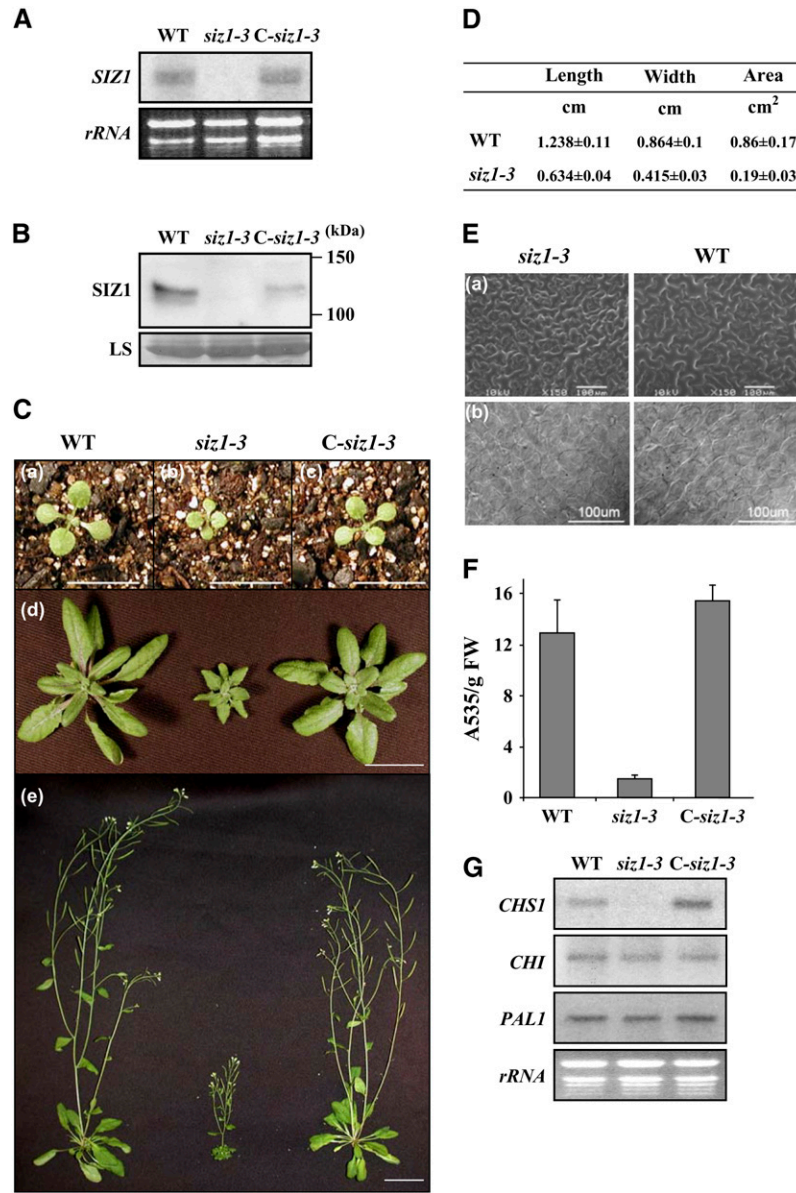 A
WT siz1-3 C-siz1-3
SIZ1
rRNA
B
WT siz1-3 C-siz1-3 (kDa)
150
SIZ1
100
LS
C
WT siz1-3 C-siz1-3
(a) (b) (c)
(d)
(e)
D
Length Width Area
cm cm cm2
WT 1.238±0.11 0.864±0.1 0.86±0.17
siz1-3 0.634±0.04 0.415±0.03 0.19±0.03
E
siz1-3 WT
(a)
10kV X150 100μm 10kV X150 100μm
(b)
100um 100um
F
16
12
8
4
0
A535/g FW
WT siz1-3 C-siz1-3
G
WT siz1-3 C-siz1-3
CHS1
CHI
PAL1
rRNA